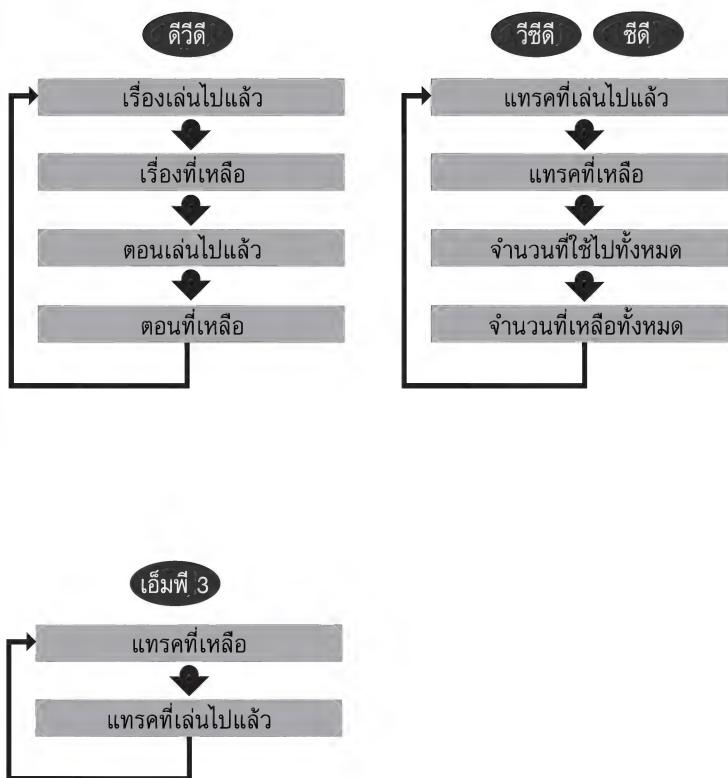 ดีวีดี
เรื่องเล่นไปแล้ว
เรื่องที่เหลือ
ตอนเล่นไปแล้ว
ตอนที่เหลือ
วีซีดี ซีดี
แทรคที่เล่นไปแล้ว
แทรคที่เหลือ
จำนวนที่ใช้ไปทั้งหมด
จำนวนที่เหลือทั้งหมด
เอ็มพี 3
แทรคที่เหลือ
แทรคที่เล่นไปแล้ว